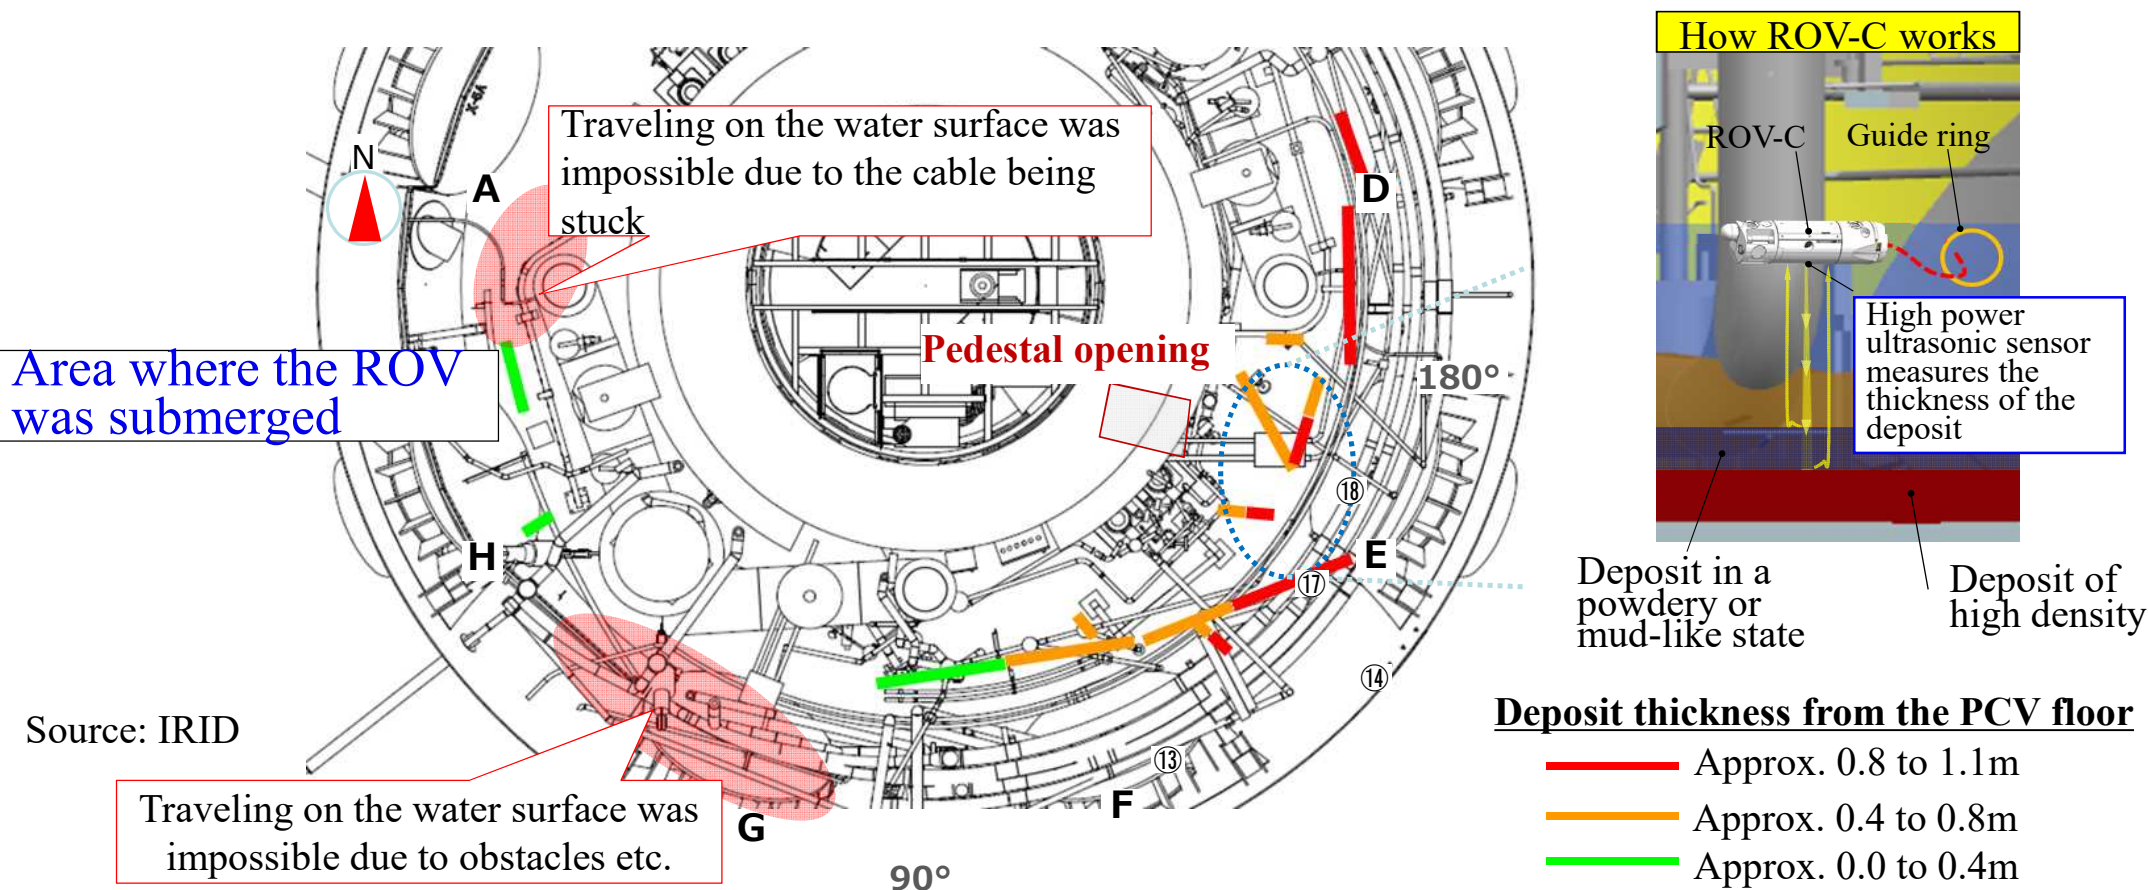 How ROV-C works
Traveling on the water surface was
impossible due to the cable being
stuck
N
A
D
ROV-C
Guide ring
High power
ultrasonic sensor
measures the
thickness of the
deposit
Area where the ROV
was submerged
Pedestal opening
180°
⑱
H
E
⑰
Deposit in a
powdery or
mud-like state
Deposit of
high density
⑭
Source: IRID
⑬
Traveling on the water surface was
impossible due to obstacles etc.
G
F
90°
Deposit thickness from the PCV floor
Approx. 0.8 to 1.1m
Approx. 0.4 to 0.8m
Approx. 0.0 to 0.4m